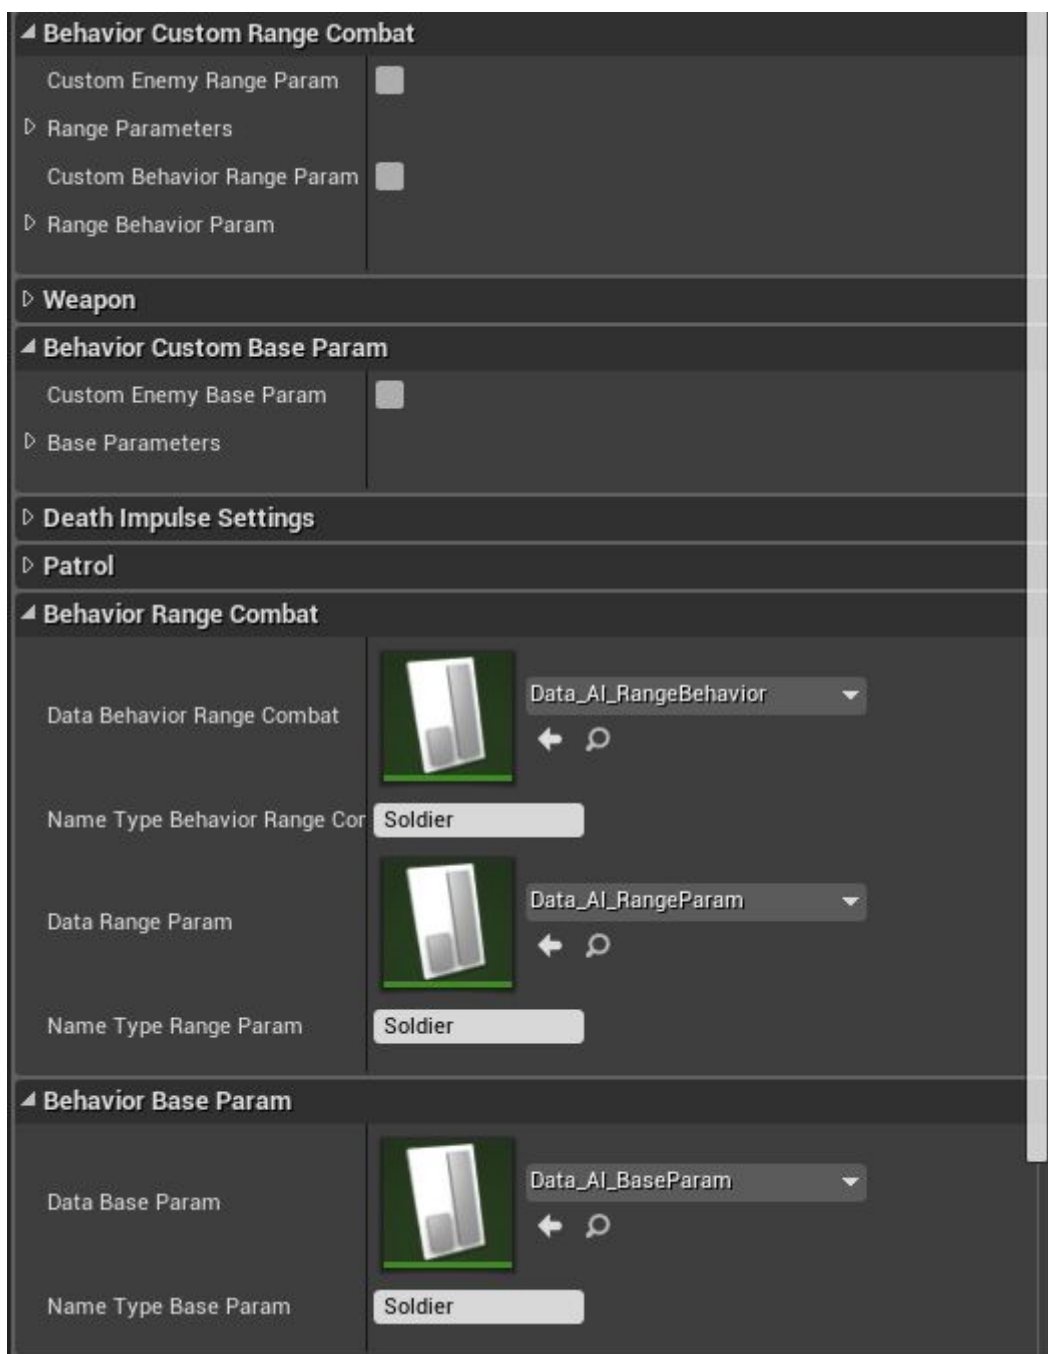 Behavior Custom Range Combat
Custom Enemy Range Param
Range Parameters
Custom Behavior Range Param
Range Behavior Param
Weapon
Behavior Custom Base Param
Custom Enemy Base Param
Base Parameters
Death Impulse Settings
Patrol
Behavior Range Combat
Data Behavior Range Combat
Data_AI_RangeBehavior
Name Type Behavior Range Cor
Soldier
Data Range Param
Data_AI_RangeParam
Name Type Range Param
Soldier
Behavior Base Param
Data Base Param
Data_AI_BaseParam
Name Type Base Param
Soldier